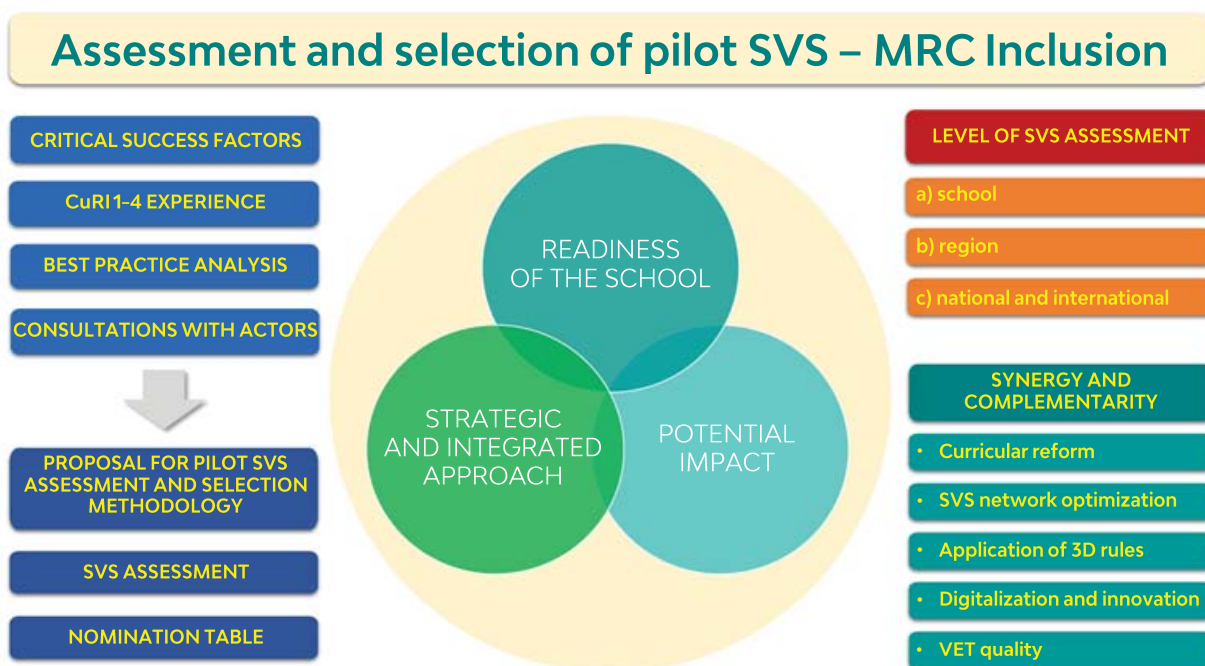 Assessment and selection of pilot SVS – MRC Inclusion
CRITICAL SUCCESS FACTORS
CuRI 1-4 EXPERIENCE
BEST PRACTICE ANALYSIS
CONSULTATIONS WITH ACTORS
PROPOSAL FOR PILOT SVS
ASSESSMENT AND SELECTION
METHODOLOGY
SVS ASSESSMENT
NOMINATION TABLE
READINESS
OF THE SCHOOL
STRATEGIC
AND INTEGRATED
APPROACH
POTENTIAL
IMPACT
LEVEL OF SVS ASSESSMENT
a) school
b) region
c) national and international
SYNERGY AND
COMPLEMENTARITY
• Curricular reform
• SVS network optimization
• Application of 3D rules
• Digitalization and innovation
• VET quality